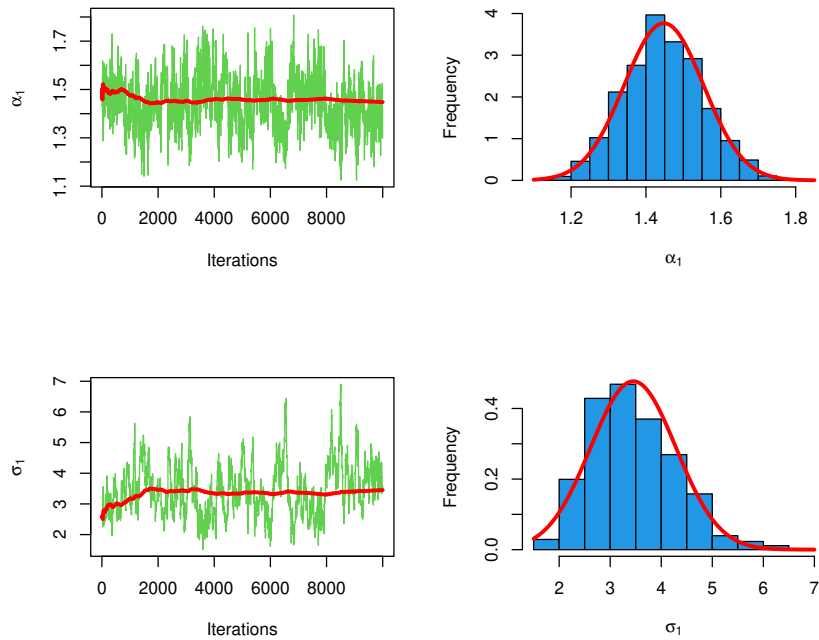 α1
1.1 1.3 1.5 1.7
0 2000 4000 6000 8000
Iterations
Frequency
0 1 2 3 4
1.2 1.4 1.6 1.8
α1
σ1
2 3 4 5 6 7
0 2000 4000 6000 8000
Iterations
Frequency
0.0 0.2 0.4
2 3 4 5 6 7
σ1